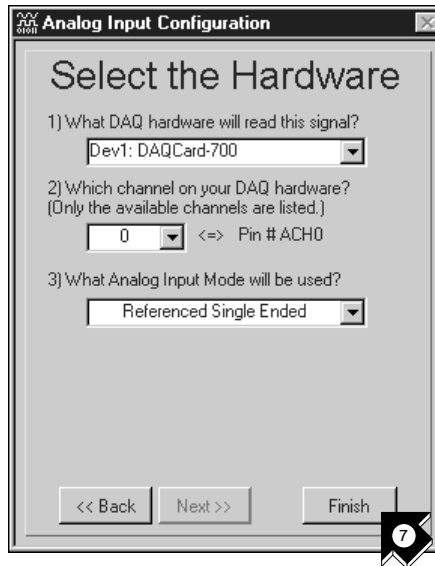 Analog Input Configuration
Select the Hardware
1) What DAQ hardware will read this signal?
Dev1: DAQCard-700
2) Which channel on your DAQ hardware?
(Only the available channels are listed.)
0 <=> Pin # ACH0
3) What Analog Input Mode will be used?
Referenced Single Ended
<< Back Next >> Finish
7